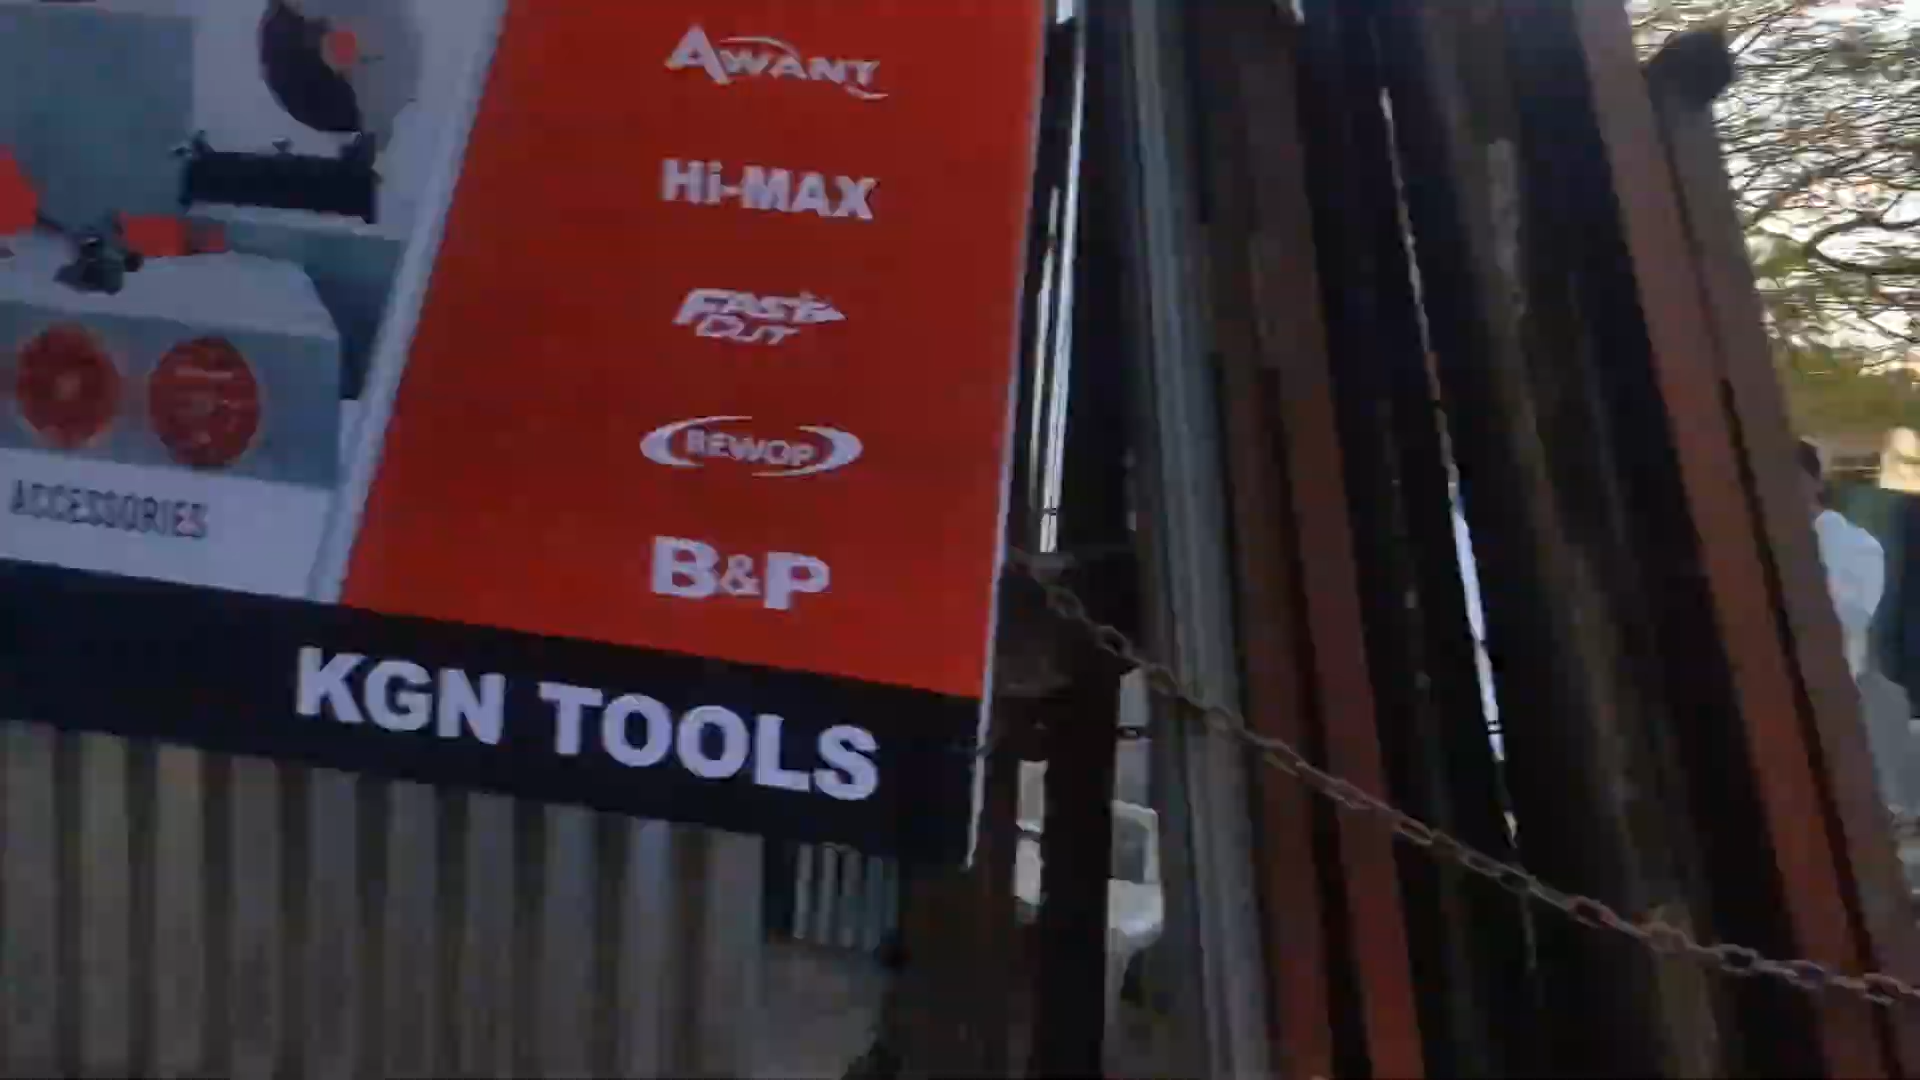 AWANT
Hi-MAX
FAST
CUT
REWOP
B&P
ACCESSORIES
KGN TOOLS